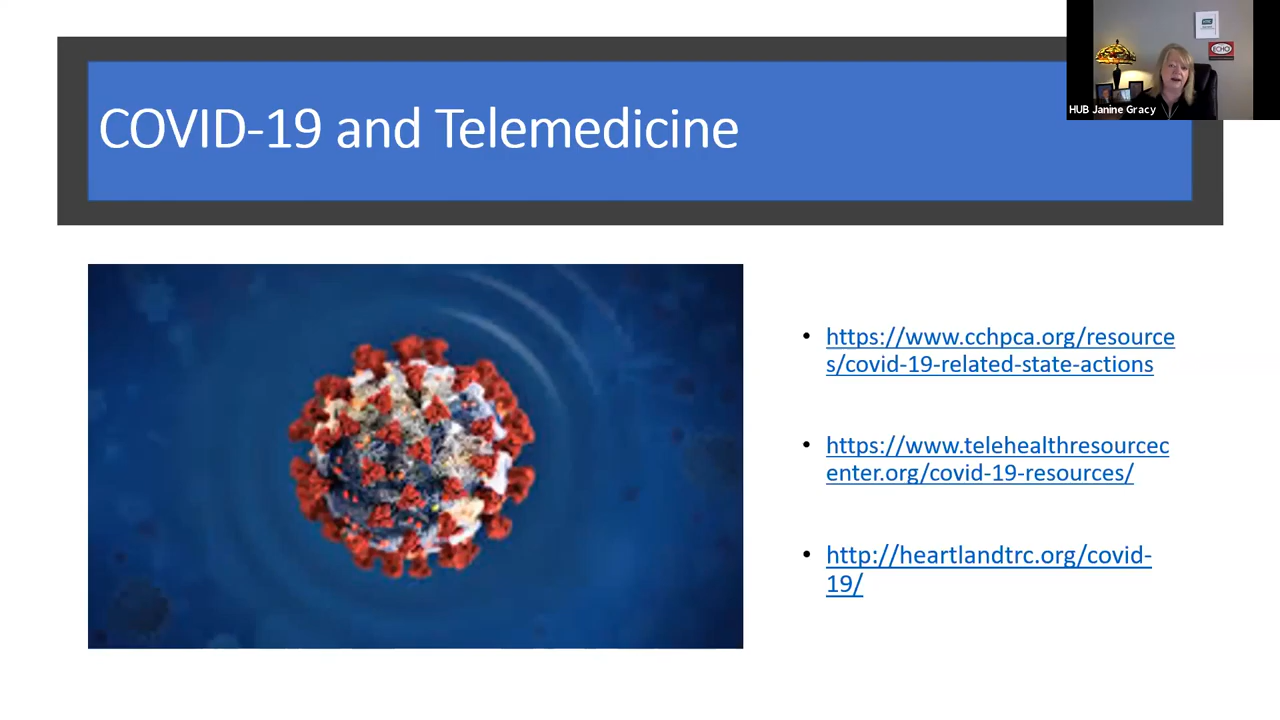 COVID-19 and Telemedicine
HUB Janine Gracy
ECHO
• https://www.cchpca.org/resource
s/covid-19-related-state-actions
• https://www.telehealthresourcec
enter.org/covid-19-resources/
• http://heartlandtrc.org/covid-
19/